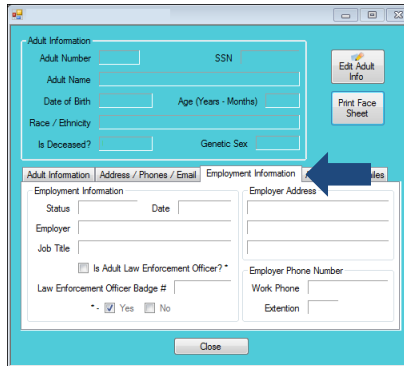 Adult Information
Adult Number SSN
Edit Adult Info
Adult Name
Date of Birth Age (Years - Months)
Print Face Sheet
Race / Ethnicity
Is Deceased? Genetic Sex
Adult Information Address / Phones / Email Employment Information
Employment Information Employer Address
Status Date
Employer
Job Title
Is Adult Law Enforcement Officer? *
Employer Phone Number
Law Enforcement Officer Badge # Work Phone
* - Yes No Extention
Close